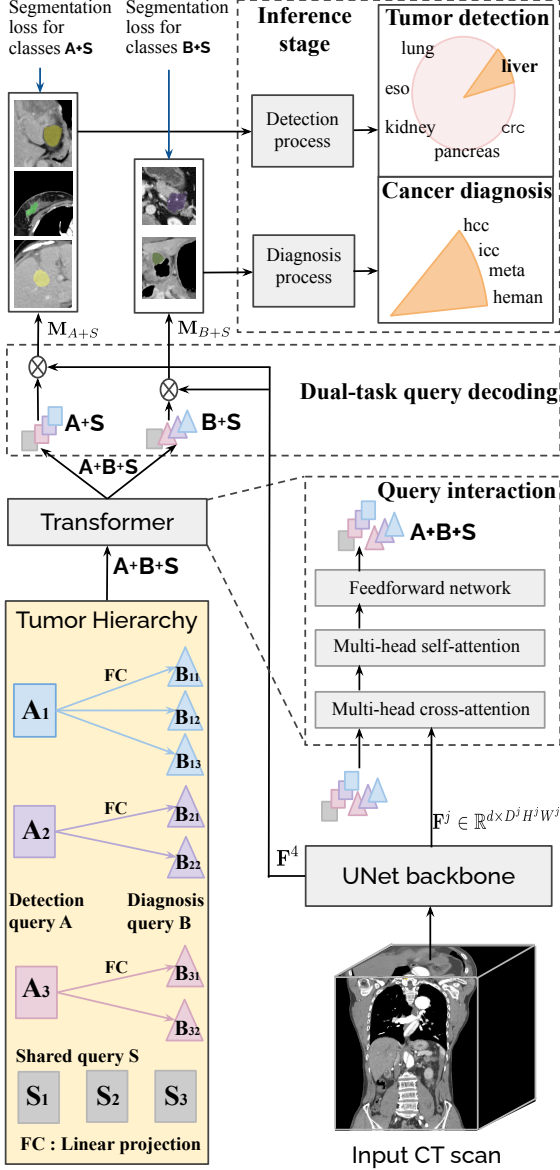 Segmentation
loss for
classes A+S
Segmentation
loss for
classes B+S
Inference
stage
Tumor detection
lung
liver
eso
kidney
crc
pancreas
Detection
process
Cancer diagnosis
hcc
icc
meta
heman
Diagnosis
process
M_{A+S}
M_{B+S}
Dual-task query decoding
A+S
B+S
A+B+S
Transformer
Query interaction
A+B+S
Feedforward network
Multi-head self-attention
Multi-head cross-attention
A+B+S
Tumor Hierarchy
A1
FC
B11
B12
B13
A2
FC
B21
B22
Detection
query A
Diagnosis
query B
A3
FC
B31
B32
Shared query S
S1 S2 S3
FC : Linear projection
F^4
F^j ∈ ℝ^{d×D^jH^jW^j}
UNet backbone
Input CT scan